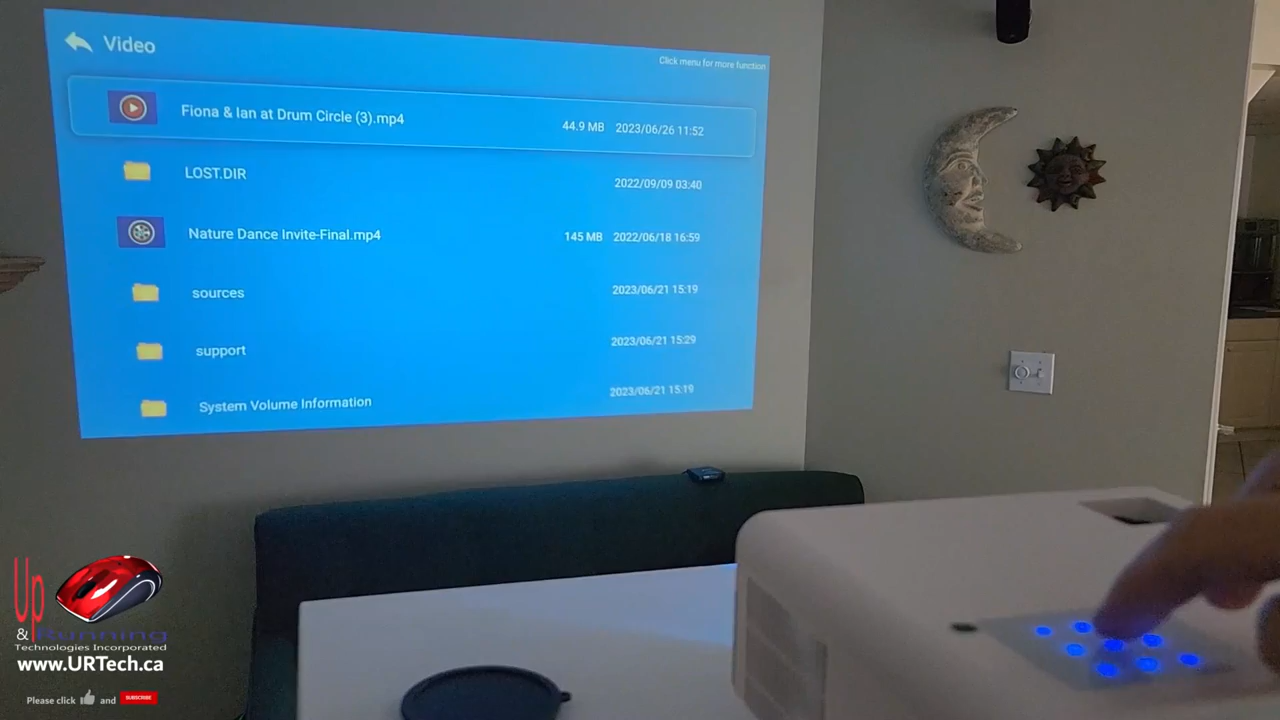 Video
Click menu for more function
Fiona & Ian at Drum Circle (3).mp4 44.9 MB 2023/06/26 11:52
LOST.DIR 2022/09/09 03:40
Nature Dance Invite-Final.mp4 145 MB 2022/06/18 16:59
sources 2023/06/21 15:19
support 2023/06/21 15:29
System Volume Information 2023/06/21 15:19
Up
& Running
Technologies Incorporated
www.URTech.ca
Please click and SUBSCRIBE